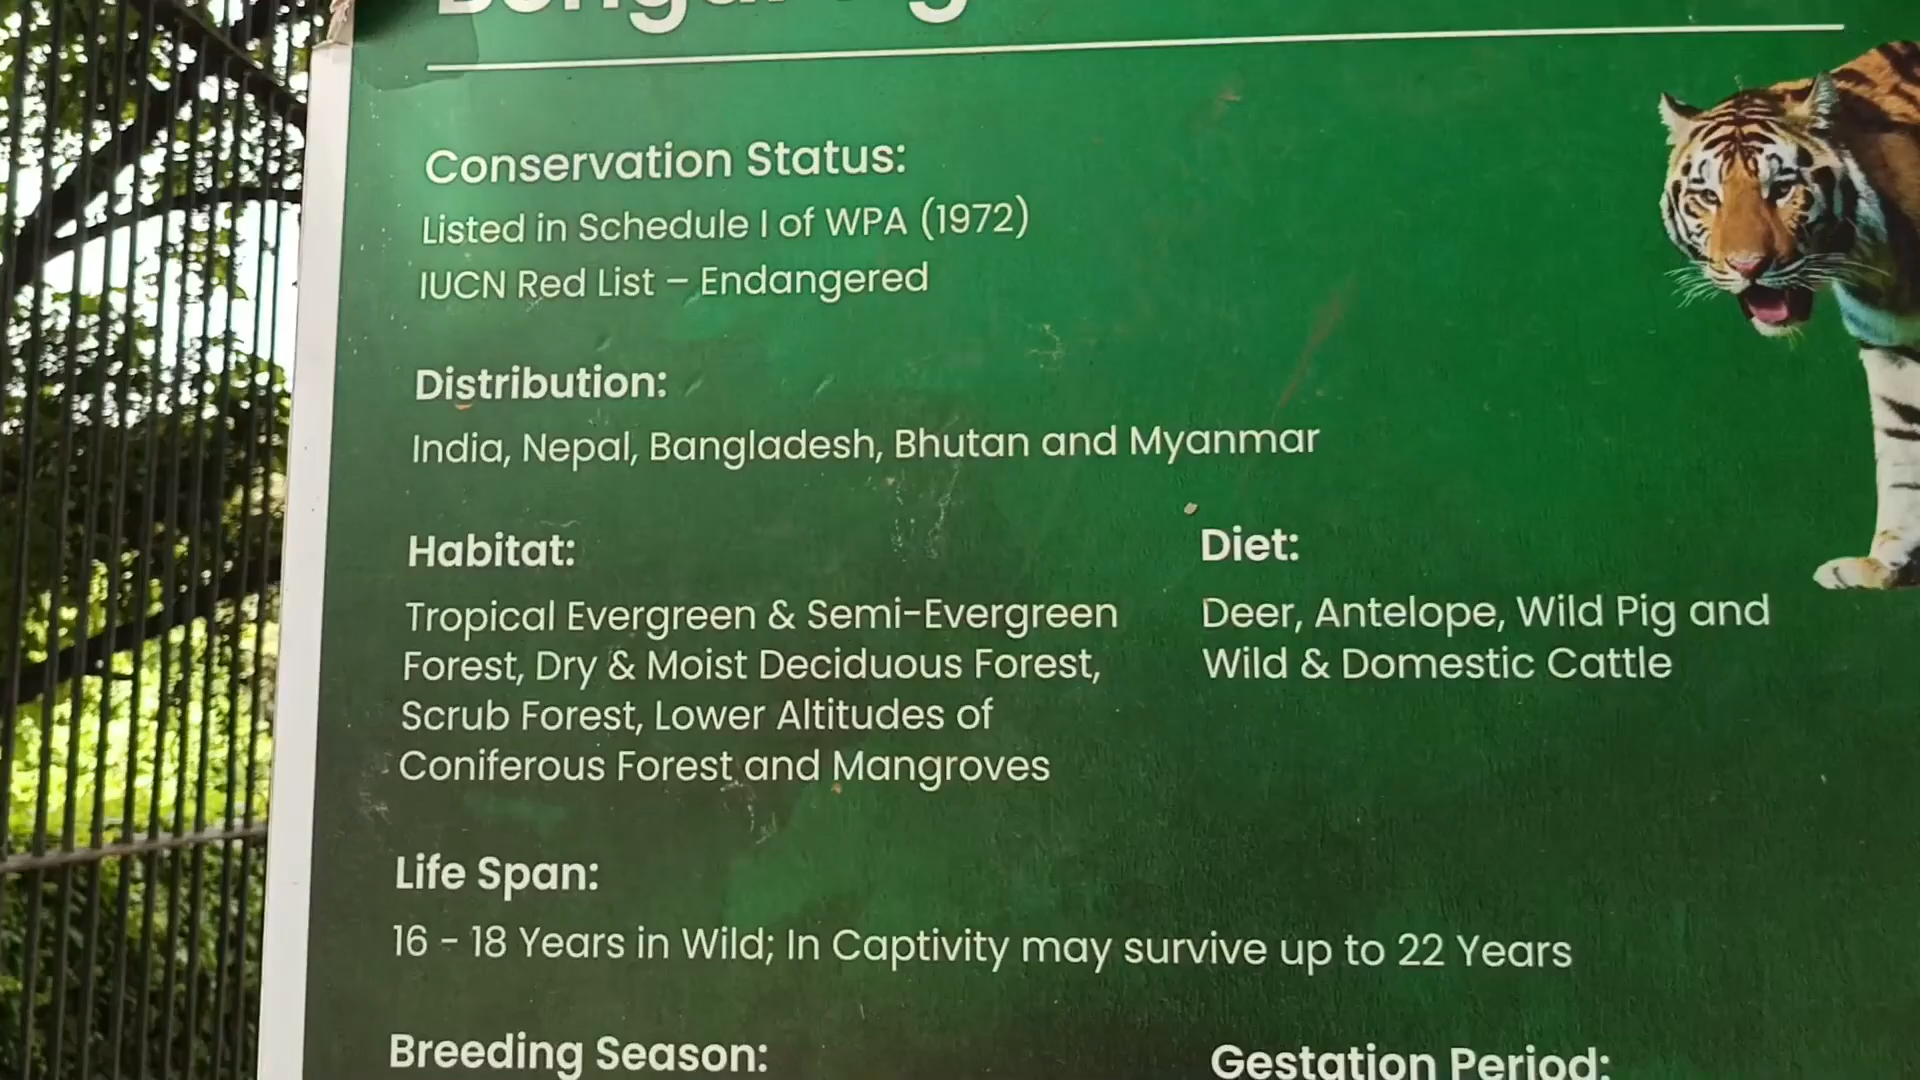 Conservation Status:
Listed in Schedule I of WPA (1972)
IUCN Red List – Endangered
Distribution:
India, Nepal, Bangladesh, Bhutan and Myanmar
Habitat:
Tropical Evergreen & Semi-Evergreen
Forest, Dry & Moist Deciduous Forest,
Scrub Forest, Lower Altitudes of
Coniferous Forest and Mangroves
Diet:
Deer, Antelope, Wild Pig and
Wild & Domestic Cattle
Life Span:
16 - 18 Years in Wild; In Captivity may survive up to 22 Years
Breeding Season:
Gestation Period: